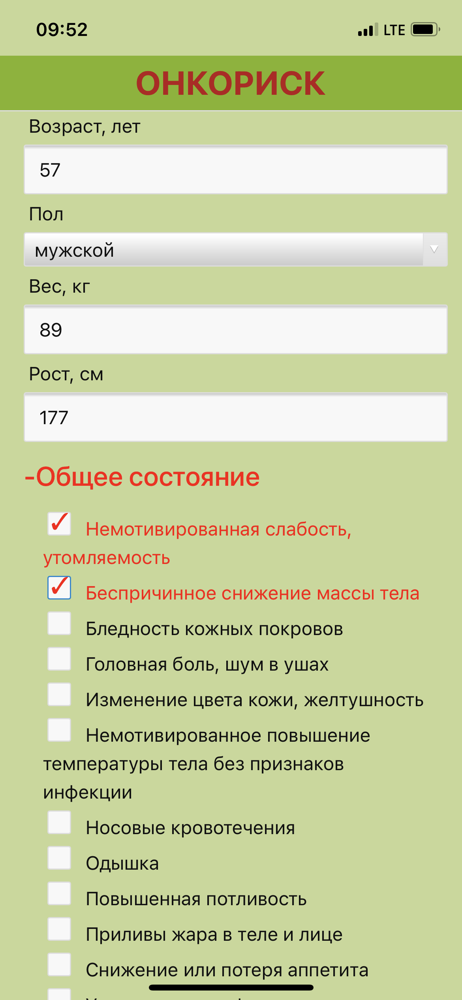 09:52
LTE
ОНКОРИСК
Возраст, лет
57
Пол
мужской
Вес, кг
89
Рост, см
177
-Общее состояние
Немотивированная слабость,
утомляемость
Беспричинное снижение массы тела
Бледность кожных покровов
Головная боль, шум в ушах
Изменение цвета кожи, желтушность
Немотивированное повышение
температуры тела без признаков
инфекции
Носовые кровотечения
Одышка
Повышенная потливость
Приливы жара в теле и лице
Снижение или потеря аппетита